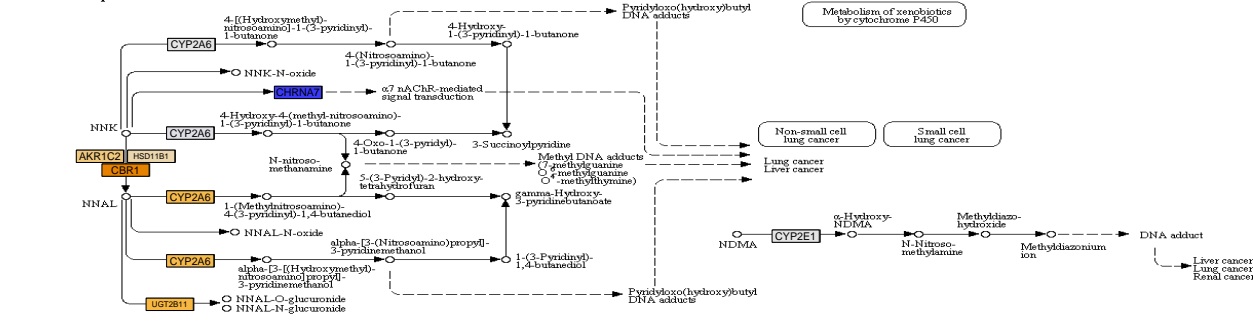 4-[(Hydroxymethyl)-
nitrosoamino]-1-(3-pyridinyl)-
1-butanone
4-Hydroxy-
1-(3-pyridinyl)-1-butanone
Pyridyloxo(hydroxy)butyl
DNA adducts
Metabolism of xenobiotics
by cytochrome P450
CYP2A6
4-(Nitrosoamino)-
1-(3-pyridinyl)-1-butanone
NNK-N-oxide
CHRNA7
α7 nAChR-mediated
signal transduction
4-Hydroxy-4-(methyl-nitrosoamino)-
1-(3-pyridinyl)-1-butanone
NNK
CYP2A6
4-Oxo-1-(3-pyridyl)-
1-butanone
3-Succinoylpyridine
Non-small cell
lung cancer
Small cell
lung cancer
AKR1C2
HSD11B1
CBR1
N-nitroso-
methanamine
Methyl DNA adducts
(7-methylguanine
O6-methylguanine
O4-methylthymine)
Lung cancer
Liver cancer
5-(3-Pyridyl)-2-hydroxy-
tetrahydrofuran
NNAL
CYP2A6
1-(Methylnitrosoamino)-
4-(3-pyridinyl)-1,4-butanediol
gamma-Hydroxy-
3-pyridinebutanoate
NNAL-N-oxide
alpha-[3-(Nitrosoamino)propyl]-
3-pyridinemethanol
CYP2A6
alpha-[3-[(Hydroxymethyl)-
nitrosoamino]propyl]-
3-pyridinemethanol
1-(3-Pyridinyl)-
1,4-butanediol
UGT2B11
NNAL-O-glucuronide
NNAL-N-glucuronide
Pyridyloxo(hydroxy)butyl
DNA adducts
NDMA
CYP2E1
α-Hydroxy-
NDMA
N-Nitroso-
methylamine
Methyldiazo-
hydroxide
Methyldiazonium
ion
DNA adduct
Liver cancer
Lung cancer
Renal cancer